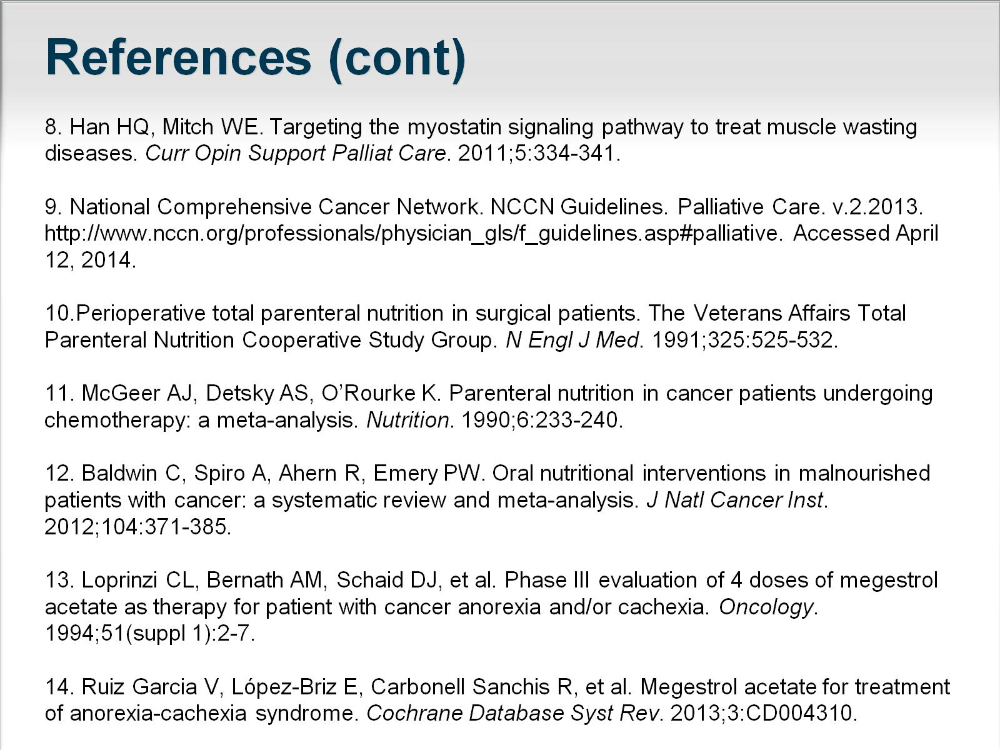 References (cont)
8. Han HQ, Mitch WE. Targeting the myostatin signaling pathway to treat muscle wasting
diseases. Curr Opin Support Palliat Care. 2011;5:334-341.
9. National Comprehensive Cancer Network. NCCN Guidelines. Palliative Care. v.2.2013.
http://www.nccn.org/professionals/physician_gls/f_guidelines.asp#palliative. Accessed April
12, 2014.
10.Perioperative total parenteral nutrition in surgical patients. The Veterans Affairs Total
Parenteral Nutrition Cooperative Study Group. N Engl J Med. 1991;325:525-532.
11. McGeer AJ, Detsky AS, O’Rourke K. Parenteral nutrition in cancer patients undergoing
chemotherapy: a meta-analysis. Nutrition. 1990;6:233-240.
12. Baldwin C, Spiro A, Ahern R, Emery PW. Oral nutritional interventions in malnourished
patients with cancer: a systematic review and meta-analysis. J Natl Cancer Inst.
2012;104:371-385.
13. Loprinzi CL, Bernath AM, Schaid DJ, et al. Phase III evaluation of 4 doses of megestrol
acetate as therapy for patient with cancer anorexia and/or cachexia. Oncology.
1994;51(suppl 1):2-7.
14. Ruiz Garcia V, López-Briz E, Carbonell Sanchis R, et al. Megestrol acetate for treatment
of anorexia-cachexia syndrome. Cochrane Database Syst Rev. 2013;3:CD004310.